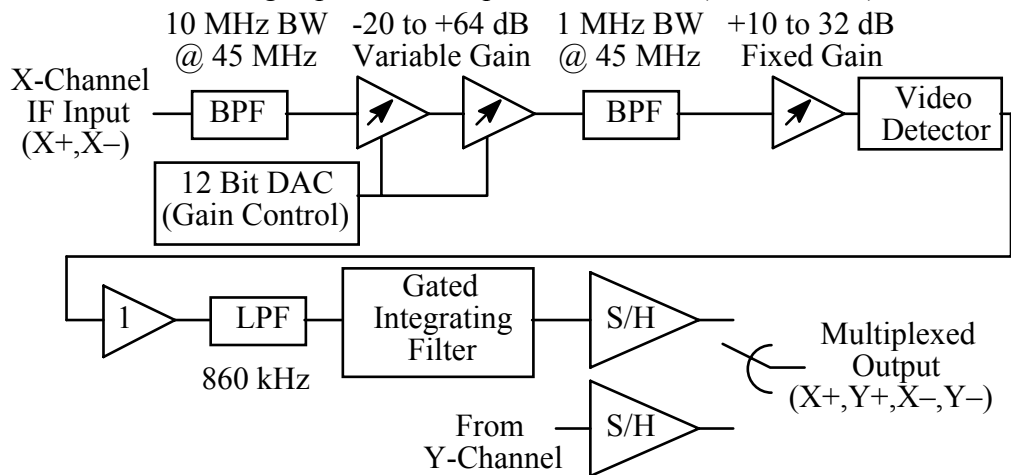 10 MHz BW
@ 45 MHz
-20 to +64 dB
Variable Gain
1 MHz BW
@ 45 MHz
+10 to 32 dB
Fixed Gain
X-Channel
IF Input
(X+,X–)
BPF
BPF
Video
Detector
12 Bit DAC
(Gain Control)
1
LPF
860 kHz
Gated
Integrating
Filter
S/H
Multiplexed
Output
(X+,Y+,X–,Y–)
From
Y-Channel
S/H